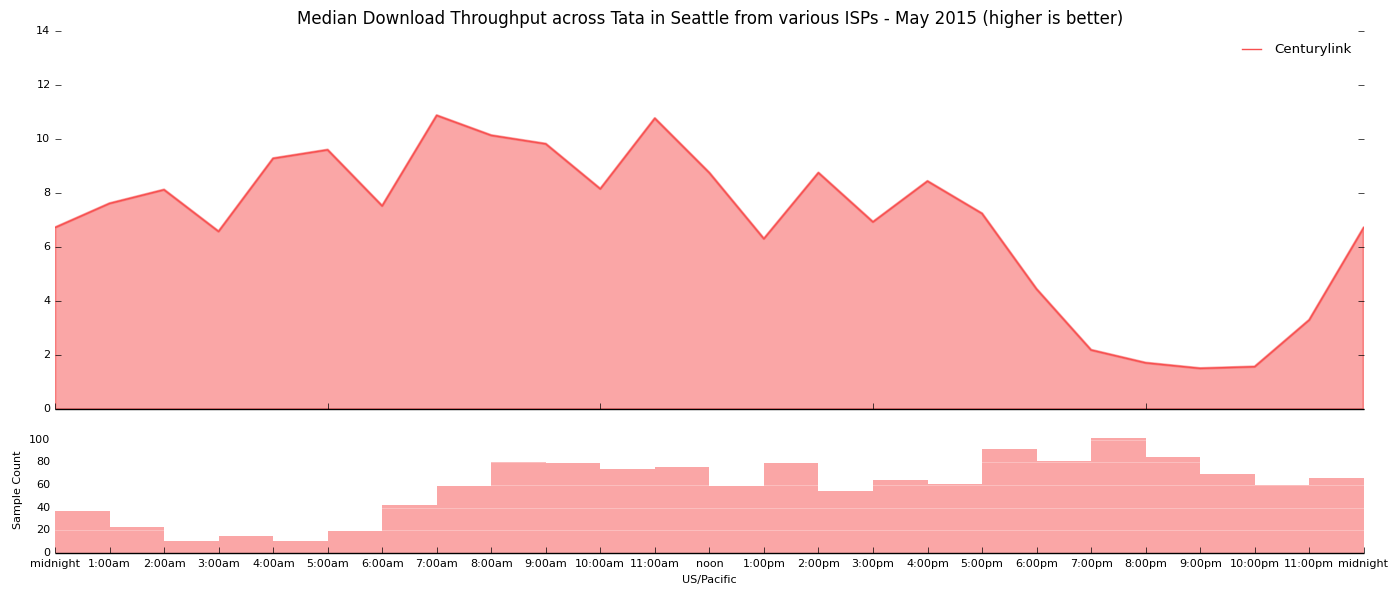 Median Download Throughput across Tata in Seattle from various ISPs - May 2015 (higher is better)
14
12
10
8
6
4
2
0
Centurylink
Sample Count
100
80
60
40
20
0
midnight 1:00am 2:00am 3:00am 4:00am 5:00am 6:00am 7:00am 8:00am 9:00am 10:00am 11:00am noon 1:00pm 2:00pm 3:00pm 4:00pm 5:00pm 6:00pm 7:00pm 8:00pm 9:00pm 10:00pm 11:00pm midnight
US/Pacific